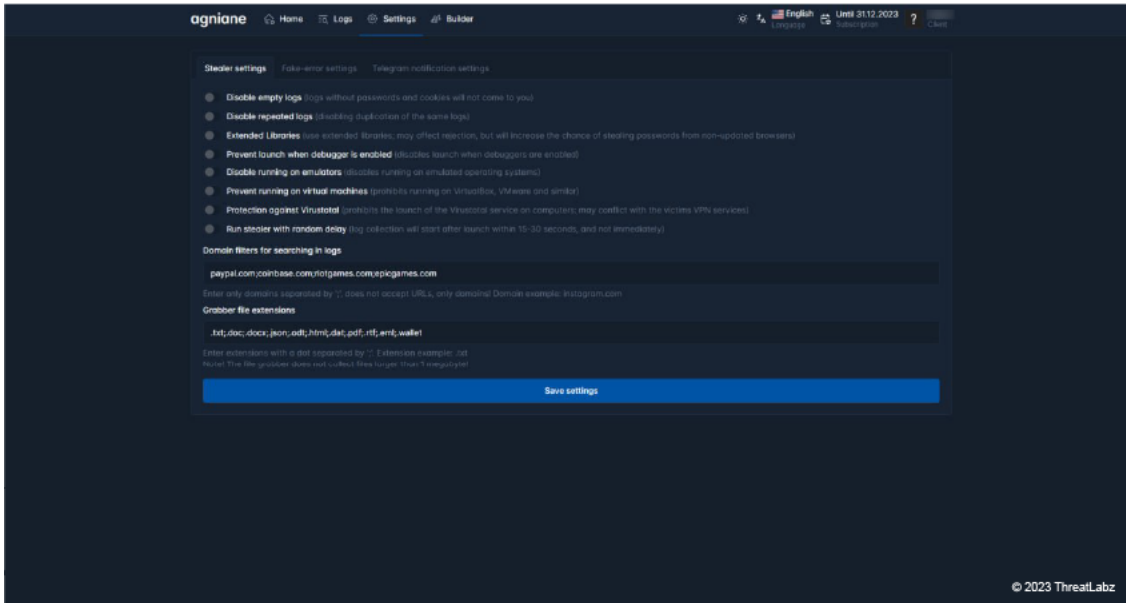 agniane Home Logs Settings Builder English Until 31.12.2023 ?
Language Subscription Client
Stealer settings Fake-error settings Telegram notification settings
Disable empty logs (logs without passwords and cookies will not come to you)
Disable repeated logs (disabling duplication of the same logs)
Extended Libraries (use extended libraries; may affect rejection, but will increase the chance of stealing passwords from non-updated browsers)
Prevent launch when debugger is enabled (disables launch when debuggers are enabled)
Disable running on emulators (disables running on emulated operating systems)
Prevent running on virtual machines (prohibits running on VirtualBox, VMware and similar)
Protection against Virustotal (prohibits the launch of the Virustotal service on computers; may conflict with the victims VPN services)
Run stealer with random delay (log collection will start after launch within 15-30 seconds, and not immediately)
Domain filters for searching in logs
paypal.com;coinbase.com;riotgames.com;epicgames.com
Enter only domains separated by ';', does not accept URLs, only domains! Domain example: instagram.com
Grabber file extensions
.txt;.doc;.docx;.json;.odt;.html;.dat;.pdf;.rtf;.eml;.wallet
Enter extensions with a dot separated by ';'. Extension example: .txt
Note! The file grabber does not collect files larger than 1 megabyte!
Save settings
© 2023 ThreatLabz